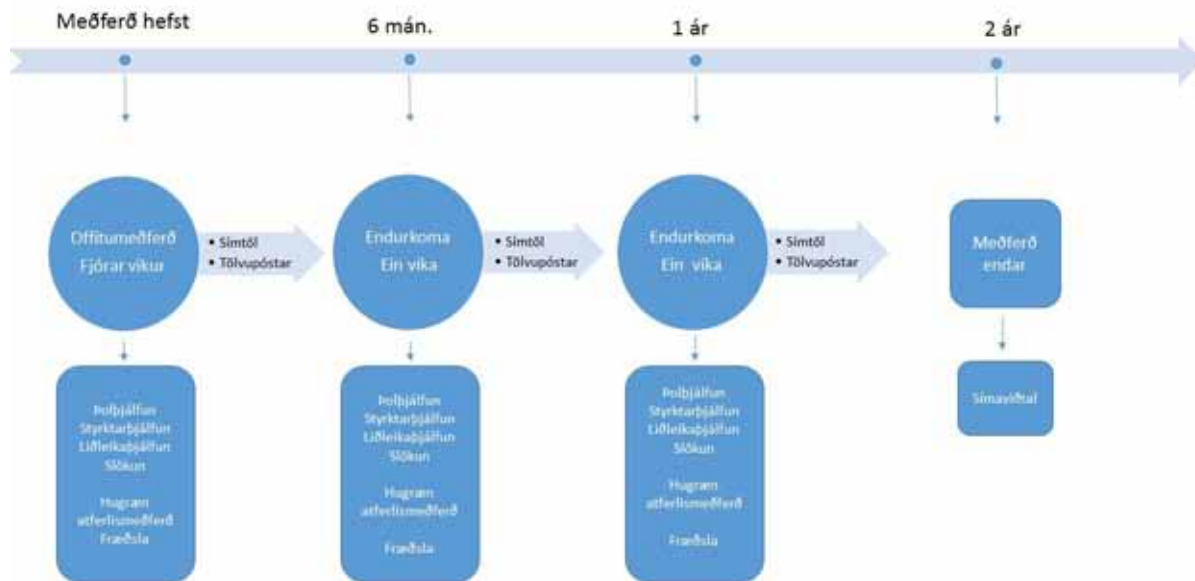 Meðferð hefst
6 mán.
1 ár
2 ár
Offitumeðferð
Fjórar vikur
• Símtöl
• Tölvupóstar
Endurkoma
Ein vika
• Símtöl
• Tölvupóstar
Endurkoma
Ein vika
• Símtöl
• Tölvupóstar
Meðferð
endar
Þolþjálfun
Styrktarþjálfun
Liðleikaþjálfun
Slökun
Hugræn
atferlismeðferð
Fræðsla
Þolþjálfun
Styrktarþjálfun
Liðleikaþjálfun
Slökun
Hugræn
atferlismeðferð
Fræðsla
Þolþjálfun
Styrktarþjálfun
Liðleikaþjálfun
Slökun
Hugræn
atferlismeðferð
Fræðsla
Símaviðtal